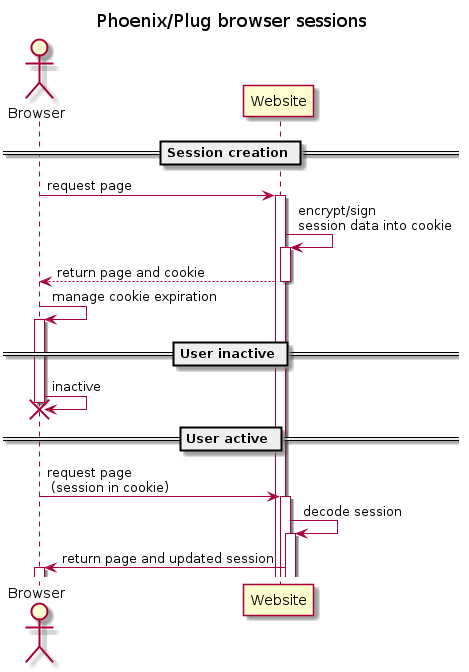 Phoenix/Plug browser sessions
Browser
Website
Session creation
request page
encrypt/sign
session data into cookie
return page and cookie
manage cookie expiration
User inactive
inactive
User active
request page
(session in cookie)
decode session
return page and updated session
Browser
Website